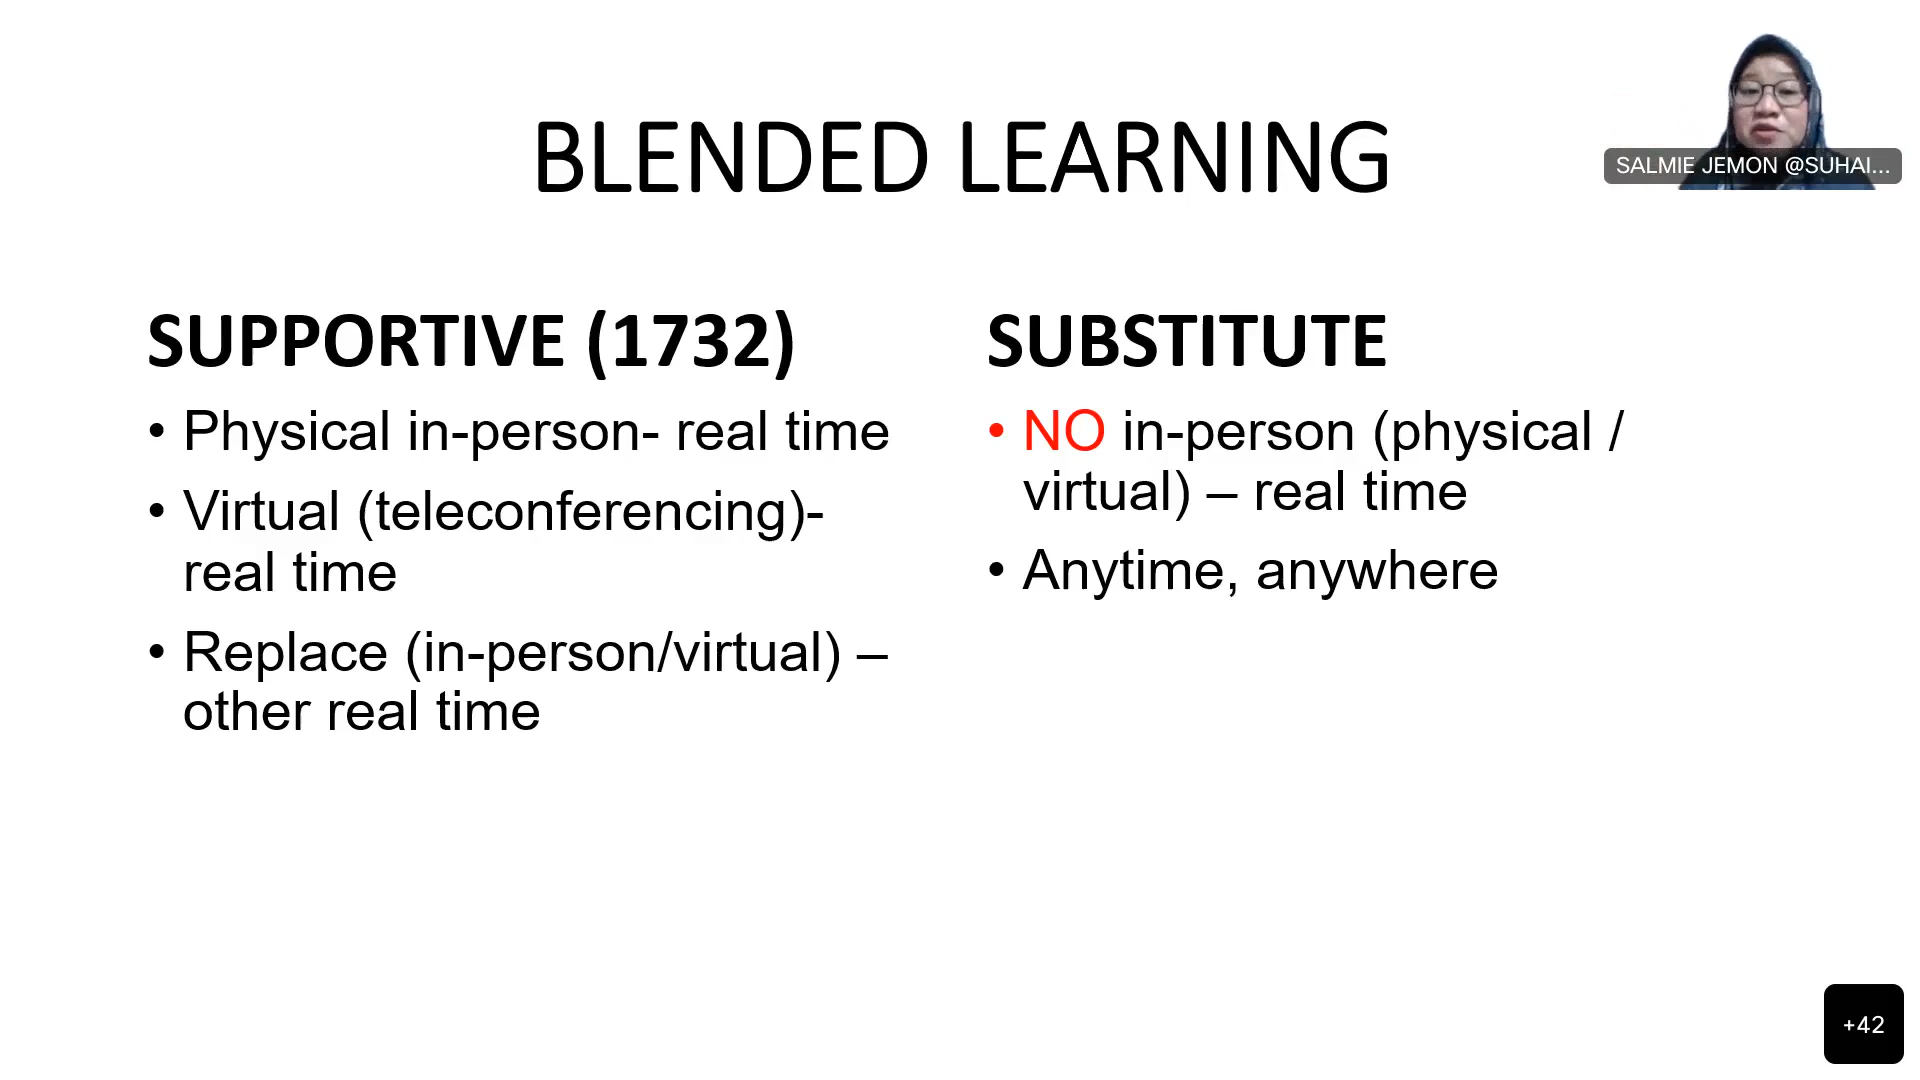 BLENDED LEARNING
SALMIE JEMON @SUHAI...
SUPPORTIVE (1732)
• Physical in-person- real time
• Virtual (teleconferencing)-
real time
• Replace (in-person/virtual) –
other real time
SUBSTITUTE
• NO in-person (physical /
virtual) – real time
• Anytime, anywhere
+42